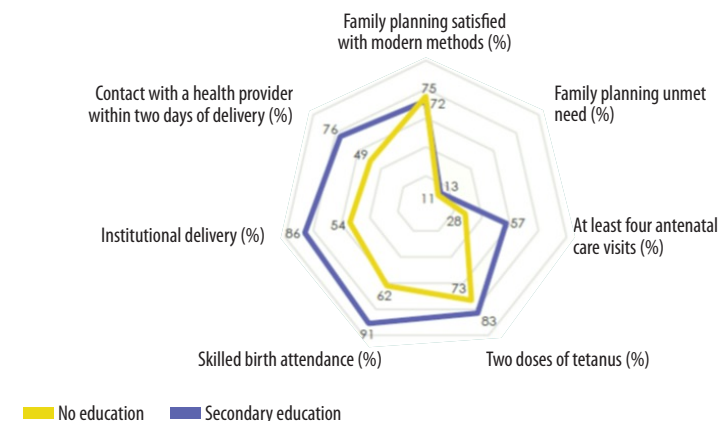 Family planning satisfied
with modern methods (%)
Contact with a health provider
within two days of delivery (%)
Family planning unmet
need (%)
75
72
76
49
13
11
28
57
At least four antenatal
care visits (%)
Institutional delivery (%)
86
54
62
73
83
91
Skilled birth attendance (%)
Two doses of tetanus (%)
No education
Secondary education